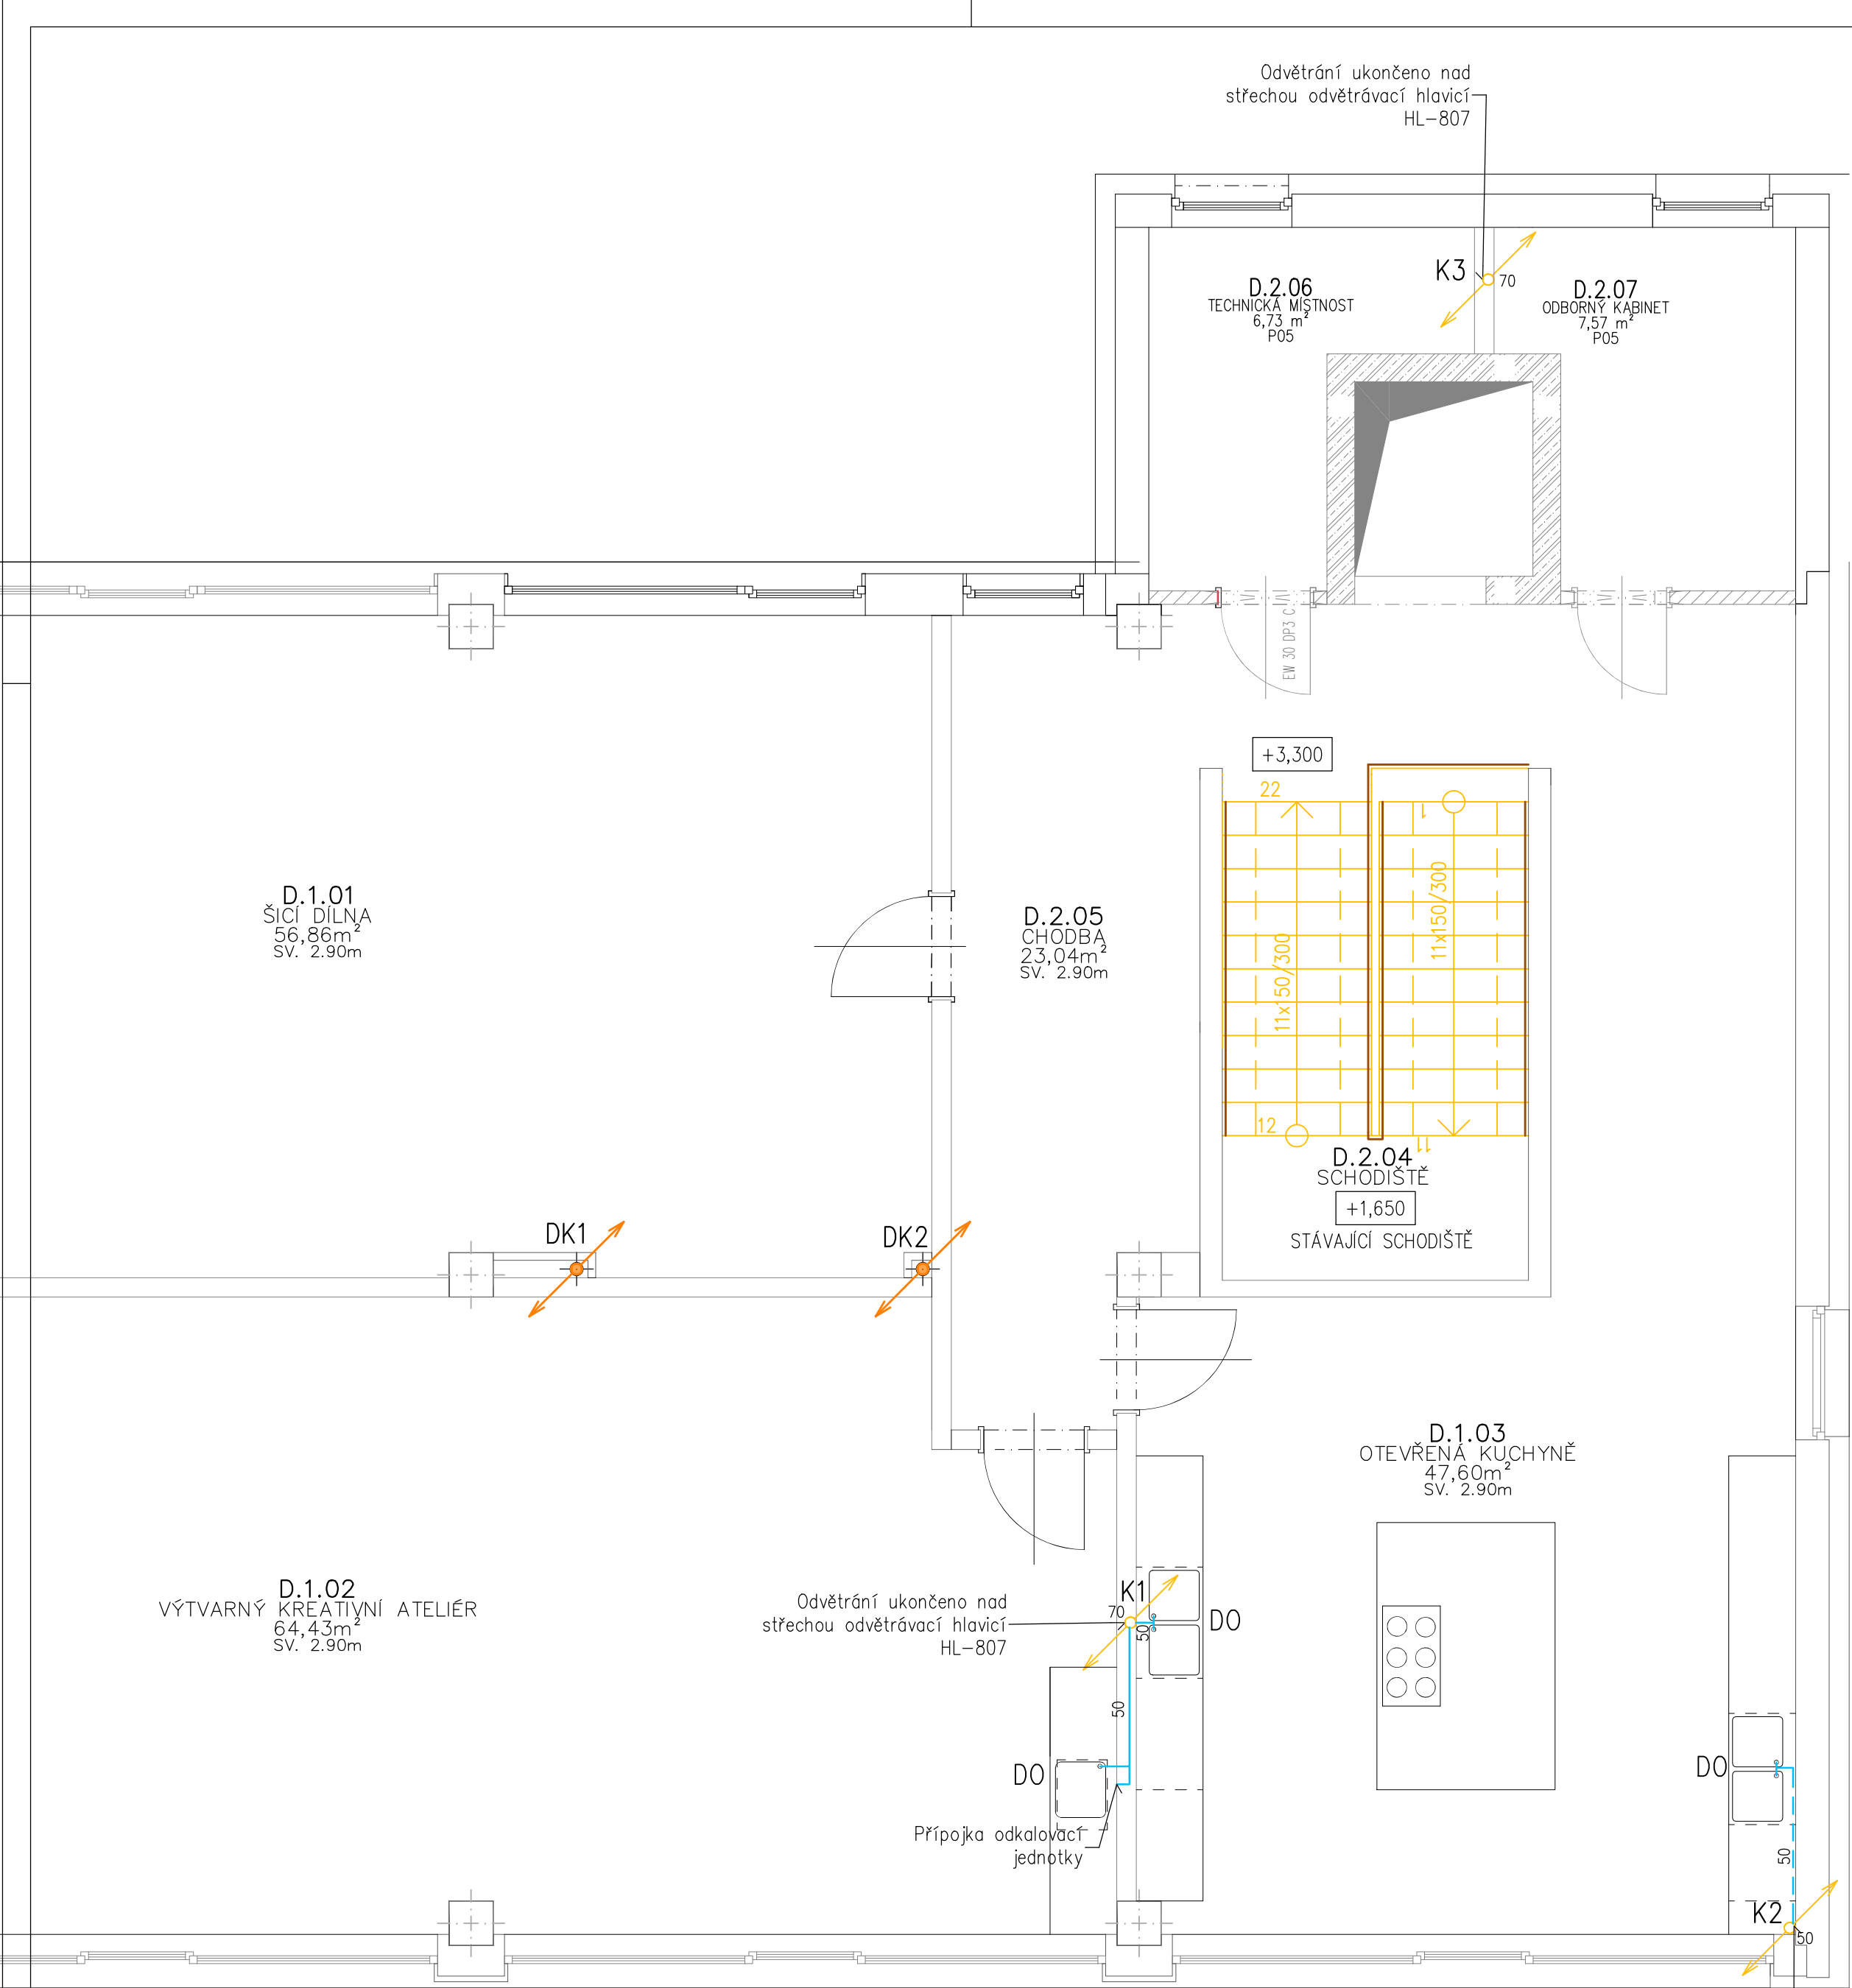 Odvětrání ukončeno nad
střechou odvětrávací hlavicí
HL-807
K3
70
D.2.06
TECHNICKÁ MÍSTNOST
6,73 m²
P05
D.2.07
ODBORNÝ KABINET
7,57 m²
P05
EW 30 DP3 C
+3,300
22
1
11x150/300
11x150/300
12
11
D.1.01
ŠICÍ DÍLNA
56,86m²
SV. 2.90m
D.2.05
CHODBA
23,04m²
SV. 2.90m
D.2.04
SCHODIŠTĚ
+1,650
STÁVAJÍCÍ SCHODIŠTĚ
DK1
DK2
D.1.03
OTEVŘENÁ KUCHYNĚ
47,60m²
SV. 2.90m
D.1.02
VÝTVARNÝ KREATIVNÍ ATELIÉR
64,43m²
SV. 2.90m
Odvětrání ukončeno nad
střechou odvětrávací hlavicí
HL-807
K1
70
50
DO
50
DO
Přípojka odkalovací
jednotky
DO
50
K2
50